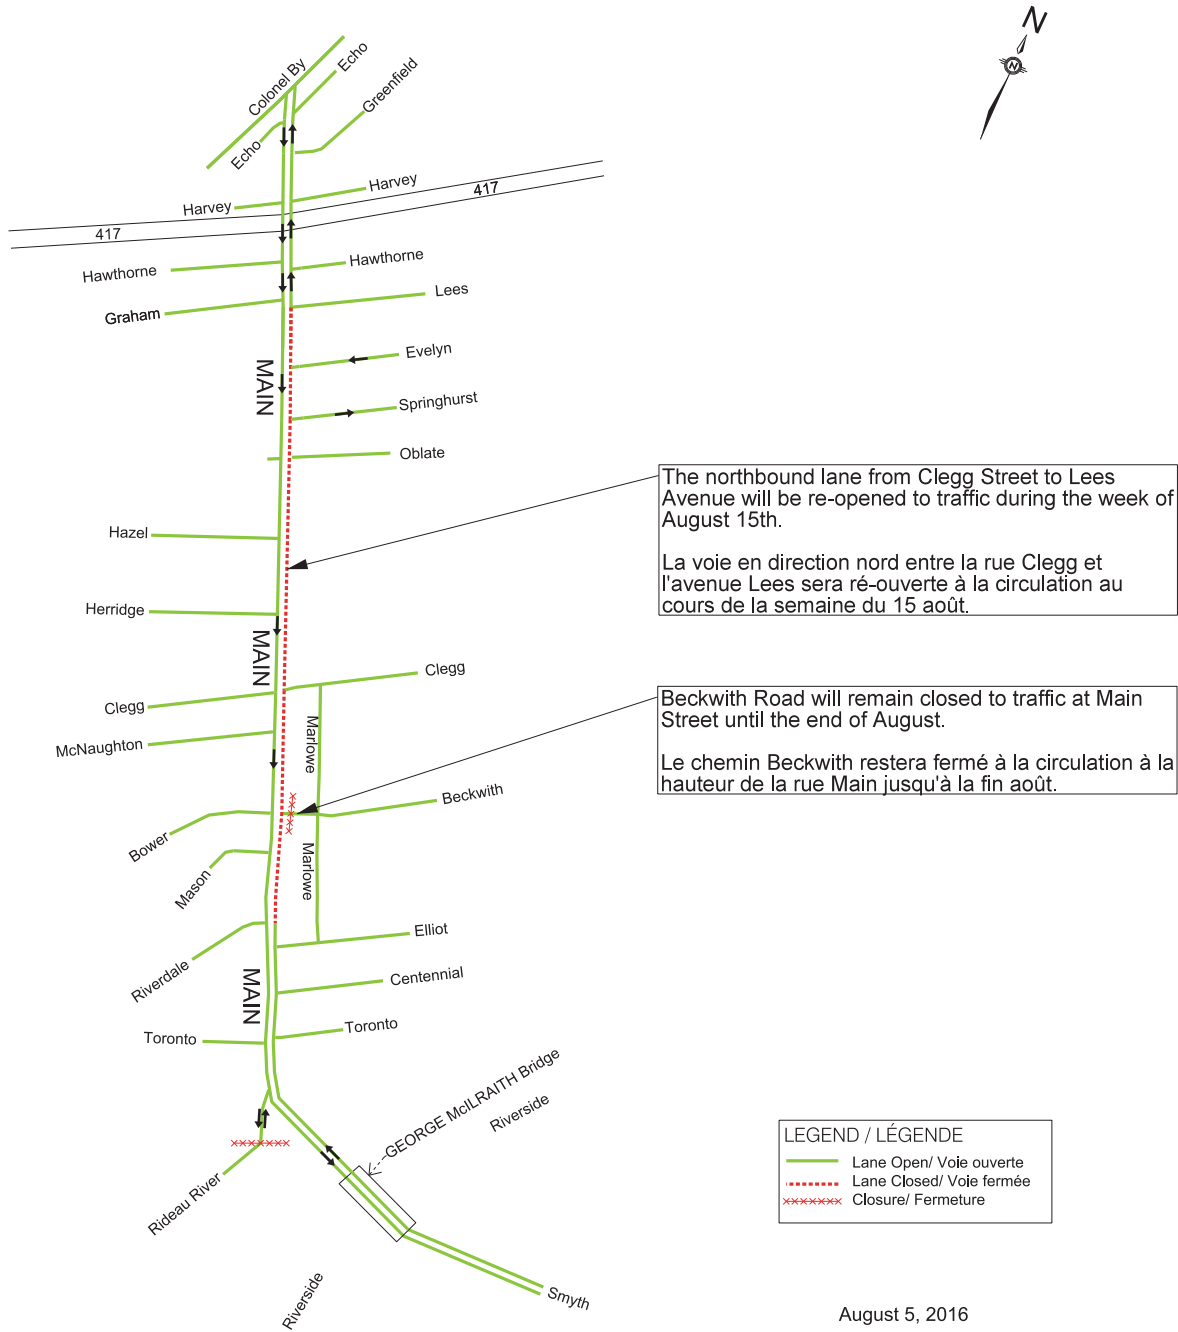 N
N
Colonel By
Echo
Greenfield
Echo
Harvey
Harvey
417
417
Hawthorne
Hawthorne
Lees
Graham
Evelyn
MAIN
Springhurst
Oblate
The northbound lane from Clegg Street to Lees
Avenue will be re-opened to traffic during the week of
August 15th.
La voie en direction nord entre la rue Clegg et
l'avenue Lees sera ré-ouverte à la circulation au
cours de la semaine du 15 août.
Hazel
Herridge
MAIN
Clegg
Clegg
McNaughton
Marlowe
Beckwith Road will remain closed to traffic at Main
Street until the end of August.
Le chemin Beckwith restera fermé à la circulation à la
hauteur de la rue Main jusqu'à la fin août.
Beckwith
Bower
Marlowe
Mason
Elliot
Riverdale
MAIN
Centennial
Toronto
Toronto
GEORGE McILRAITH Bridge
Riverside
Rideau River
Riverside
Smyth
LEGEND / LÉGENDE
Lane Open/ Voie ouverte
Lane Closed/ Voie fermée
Closure/ Fermeture
August 5, 2016